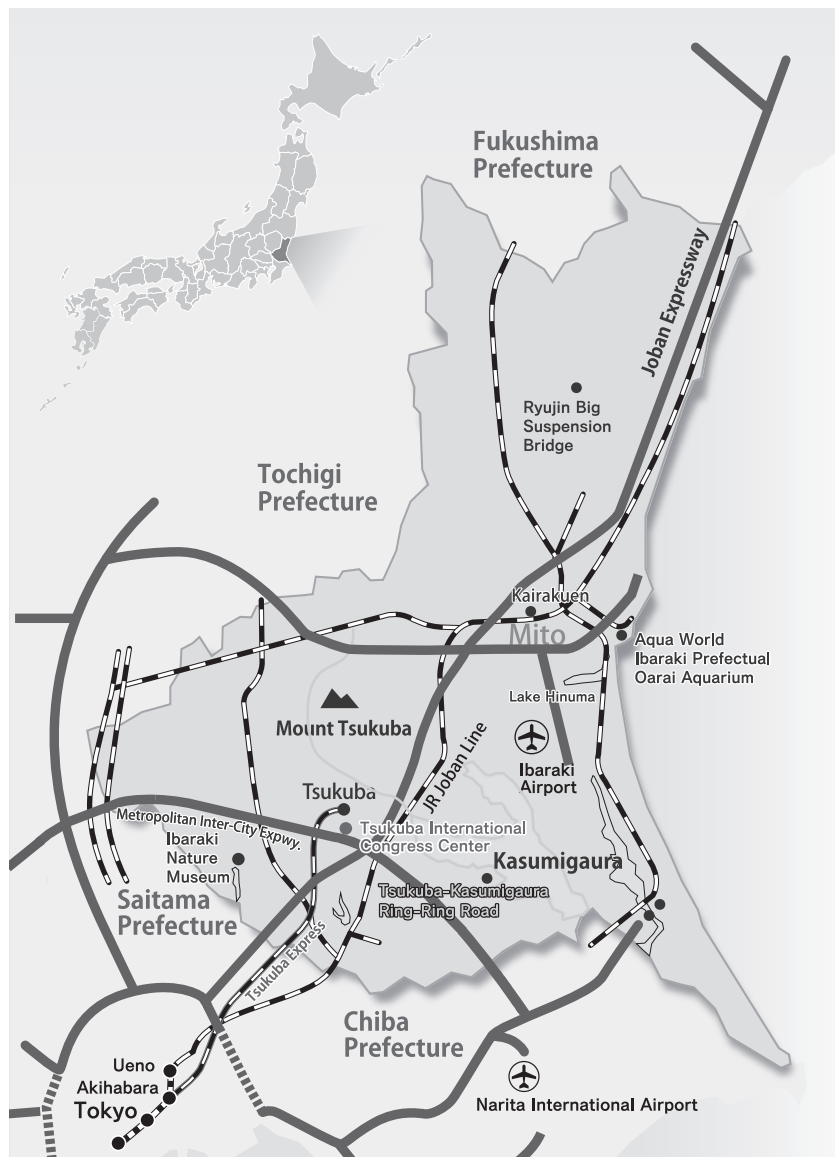 Fukushima
Prefecture
Joban Expressway
Ryujin Big
Suspension
Bridge
Tochigi
Prefecture
Kairakuen
Mito
Aqua World
Ibaraki Prefectual
Oarai Aquarium
Lake Hinuma
Mount Tsukuba
JR Joban Line
Ibaraki
Airport
Tsukuba
Metropolitan Inter-City Expwy.
Tsukuba International
Congress Center
Ibaraki
Nature
Museum
Kasumigaura
Tsukuba-Kasumigaura
Ring-Ring Road
Saitama
Prefecture
Tsukuba Express
Chiba
Prefecture
Ueno
Akihabara
Tokyo
Narita International Airport